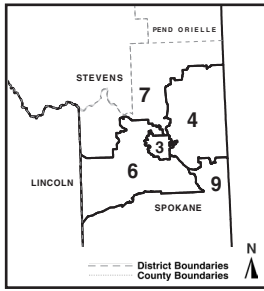 PEND ORIELLE
STEVENS
7
4
3
6
9
LINCOLN
SPOKANE
N
District Boundaries
County Boundaries